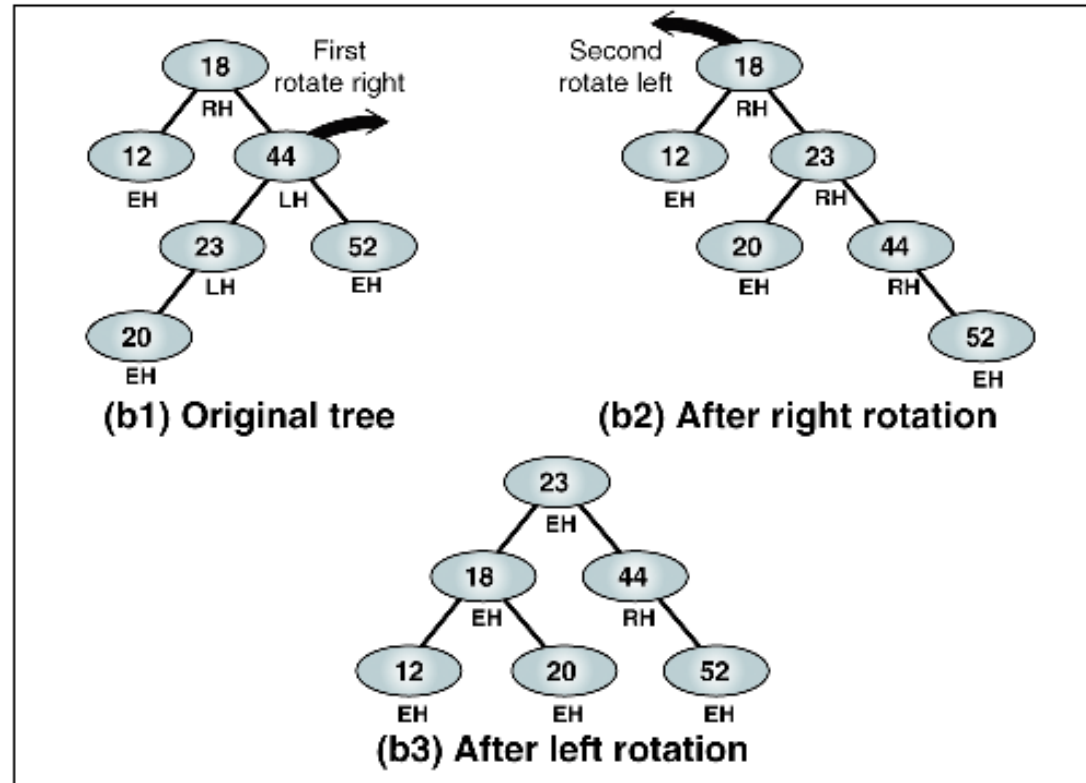 First
rotate right
18
RH
12
EH
44
LH
23
LH
52
EH
20
EH
(b1) Original tree
Second
rotate left
18
RH
12
EH
23
RH
20
EH
44
RH
52
EH
(b2) After right rotation
23
EH
18
EH
44
RH
12
EH
20
EH
52
EH
(b3) After left rotation